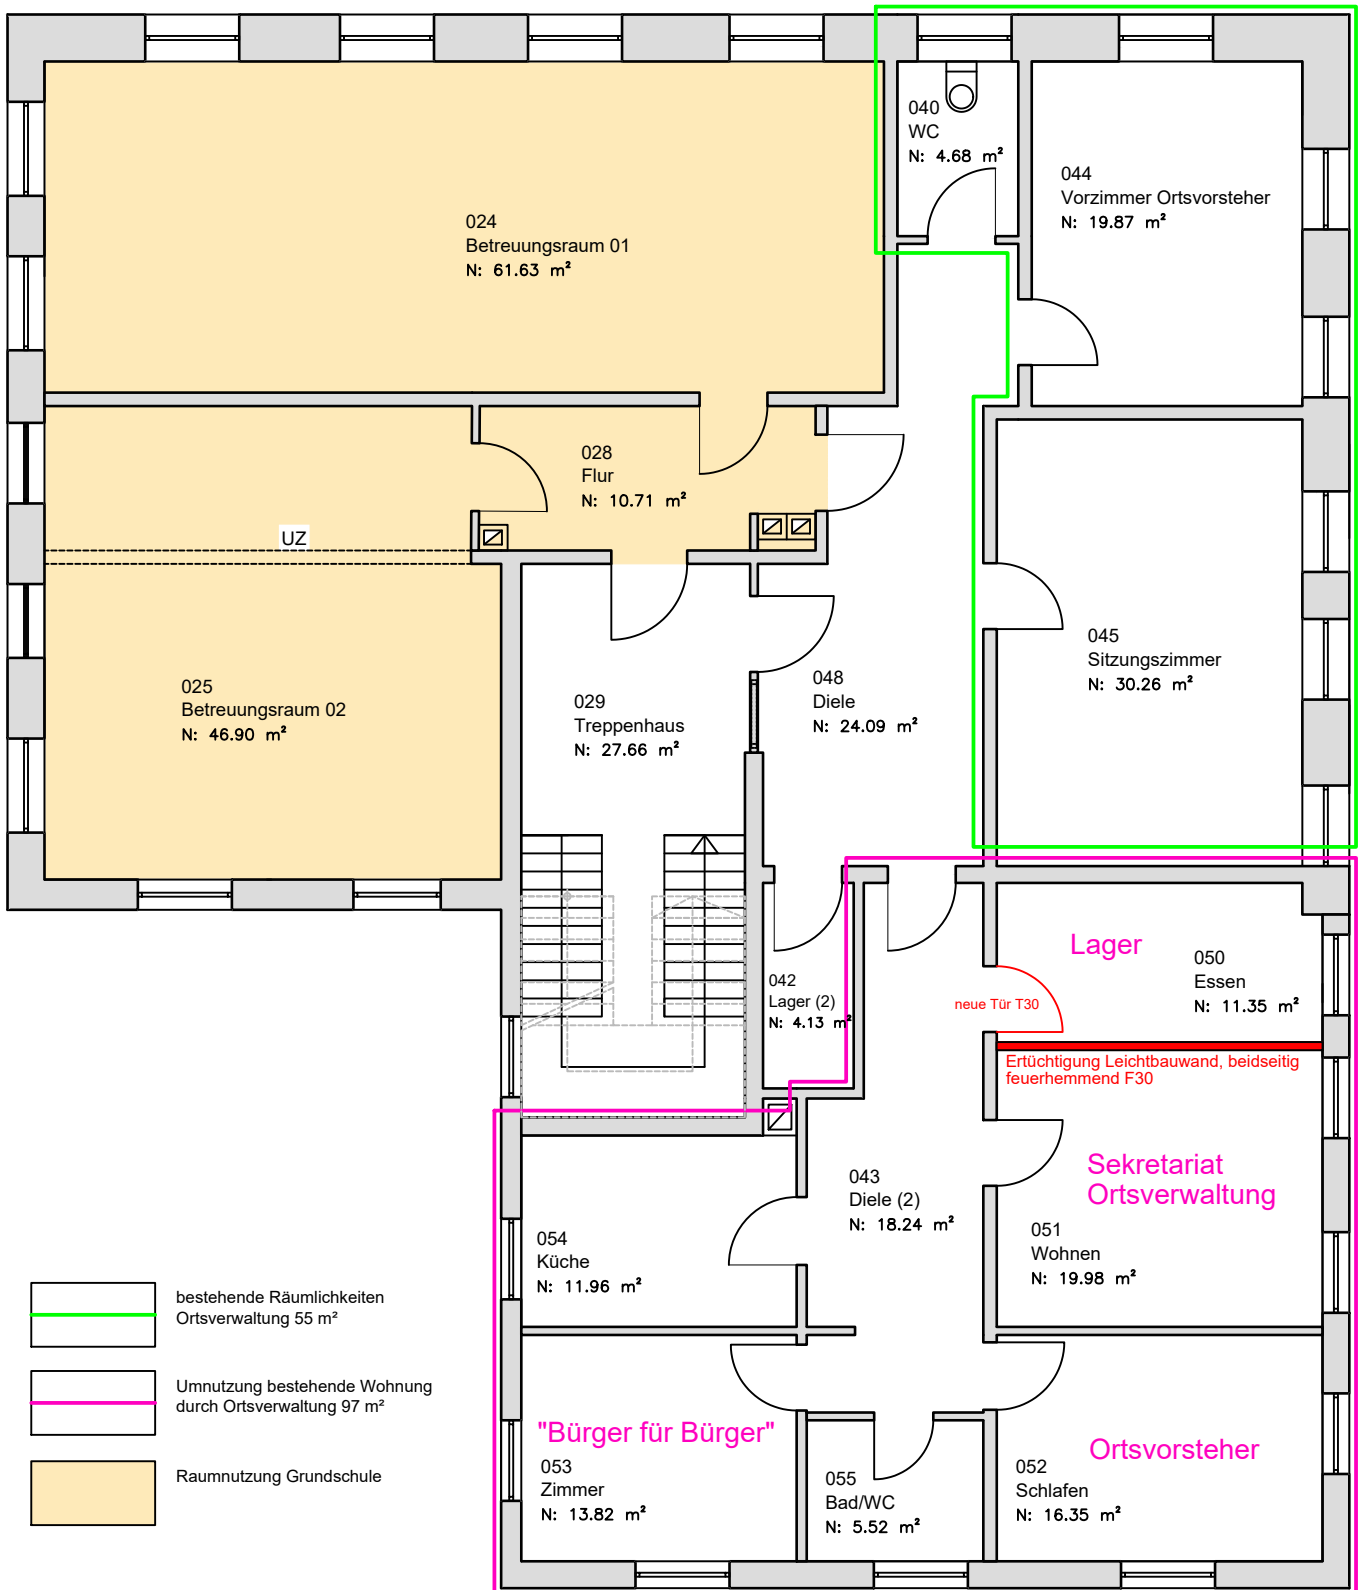 040
WC
N: 4.68 m²
044
Vorzimmer Ortsvorsteher
N: 19.87 m²
024
Betreuungsraum 01
N: 61.63 m²
028
Flur
N: 10.71 m²
UZ
045
Sitzungszimmer
N: 30.26 m²
048
Diele
N: 24.09 m²
025
Betreuungsraum 02
N: 46.90 m²
029
Treppenhaus
N: 27.66 m²
Lager
050
Essen
N: 11.35 m²
042
Lager (2)
N: 4.13 m²
neue Tür T30
Ertüchtigung Leichtbauwand, beidseitig
feuerhemmend F30
Sekretariat
Ortsverwaltung
043
Diele (2)
N: 18.24 m²
051
Wohnen
N: 19.98 m²
054
Küche
N: 11.96 m²
bestehende Räumlichkeiten
Ortsverwaltung 55 m²
Umnutzung bestehende Wohnung
durch Ortsverwaltung 97 m²
Raumnutzung Grundschule
"Bürger für Bürger"
053
Zimmer
N: 13.82 m²
055
Bad/WC
N: 5.52 m²
Ortsvorsteher
052
Schlafen
N: 16.35 m²